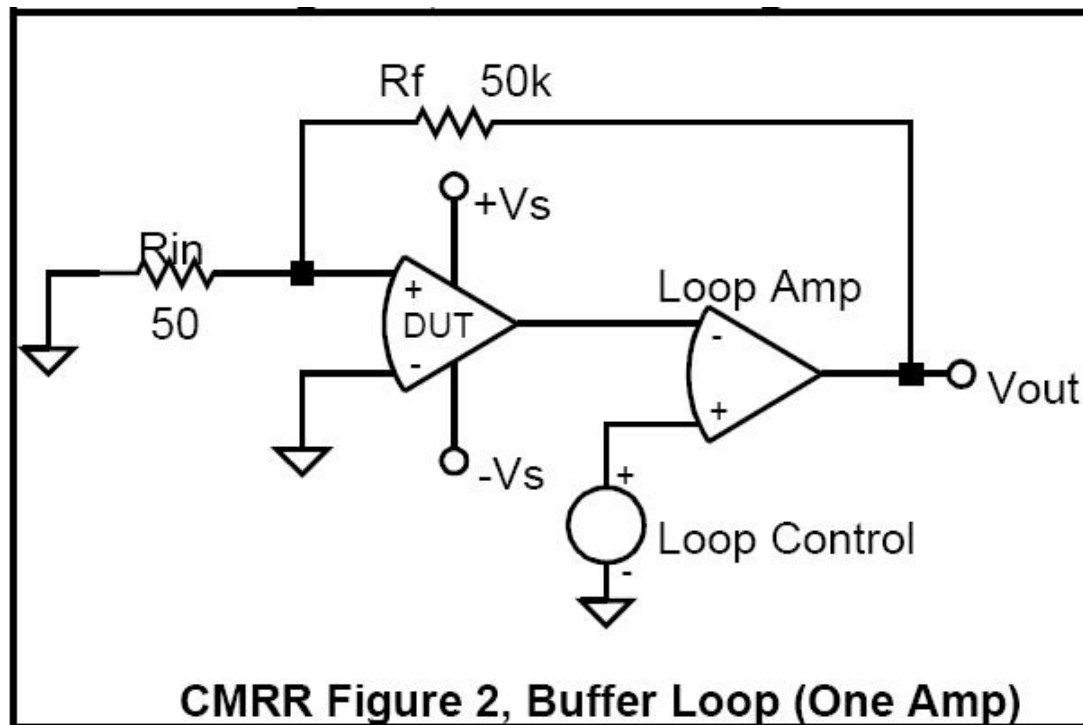 Rf 50k
+Vs
Rin
50
+
DUT
-
-Vs
Loop Amp
-
+
Vout
+
Loop Control
-
CMRR Figure 2, Buffer Loop (One Amp)